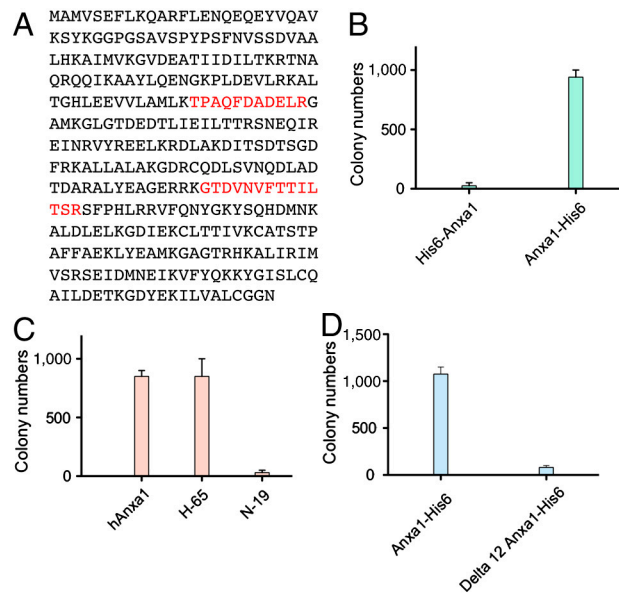 A
MAMVSEFLKQARFLENQEQEYVQAV
KSYKGGPGSAVSPYPSFNVSSDVAA
LHKAIMVKGVDEATIIDILTKRTNA
QRQQIKAAYLQENGKPLDEVLRKAL
TGHLEEVVLAMLKTPAQFDADELRG
AMKGLGTDEDTLIEILTTRSNEQIR
EINRVYREELKRDLAKDITSDTSGD
FRKALLALAKGDRCQDLSVNQDLAD
TDARALYEAGERRKGTDVNVFTTIL
TSRSFPHLRRVFQNYGKYSQHDMNK
ALDLELKGDIEKCLTTIVKCATSTP
AFFAEKLYEAMKGAGTRHKALIRIM
VSRSEIDMNEIKVFYQKKYGISLCQ
AILDETKGDYEKILVALCGGN
B
Colony numbers
1,000
500
0
His6-Anxa1
Anxa1-His6
C
Colony numbers
1,000
500
0
hAnxa1
H-65
N-19
D
Colony numbers
1,500
1,000
500
0
Anxa1-His6
Delta 12 Anxa1-His6